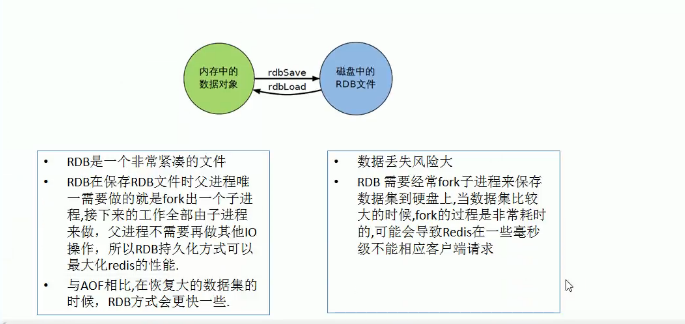 内存中的
数据对象
rdbSave
rdbLoad
磁盘中的
RDB文件
• RDB是一个非常紧凑的文件
• RDB在保存RDB文件时父进程唯
一需要做的就是fork出一个子进
程,接下来的工作全部由子进程
来做，父进程不需要再做其他IO
操作，所以RDB持久化方式可以
最大化redis的性能.
• 与AOF相比,在恢复大的数据集的
时候，RDB方式会更快一些.
• 数据丢失风险大
• RDB 需要经常fork子进程来保存
数据集到硬盘上,当数据集比较
大的时候,fork的过程是非常耗时
的,可能会导致Redis在一些毫秒
级不能相应客户端请求